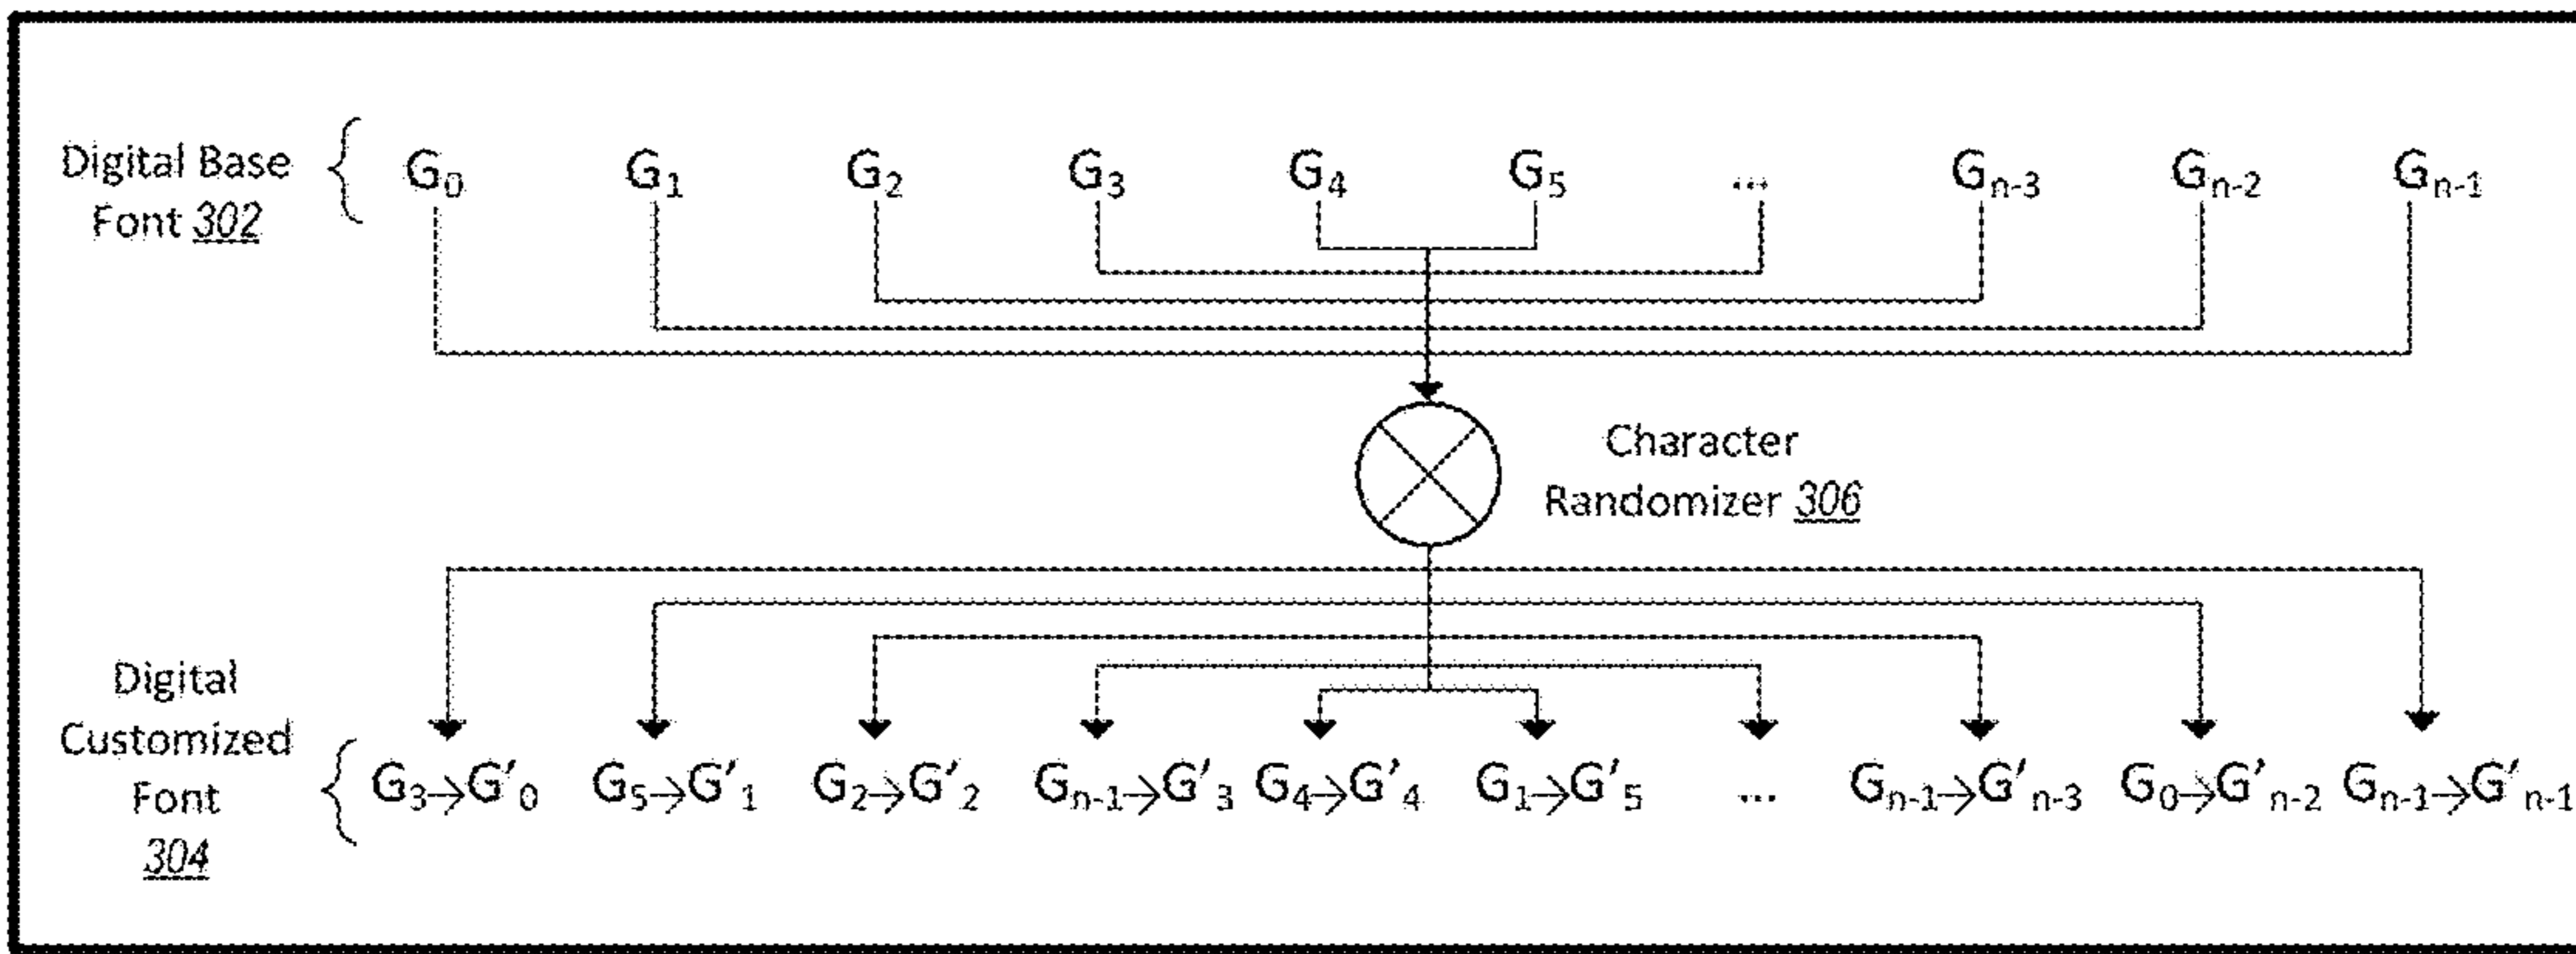 Digital Base
Font 302
G₀ G₁ G₂ G₃ G₄ G₅ ... Gₙ₋₃ Gₙ₋₂ Gₙ₋₁
Character
Randomizer 306
Digital
Customized
Font
304
G₃→G′₀ G₅→G′₁ G₂→G′₂ Gₙ₋₁→G′₃ G₄→G′₄ G₁→G′₅ ... Gₙ₋₁→G′ₙ₋₃ G₀→G′ₙ₋₂ Gₙ₋₁→G′ₙ₋₁